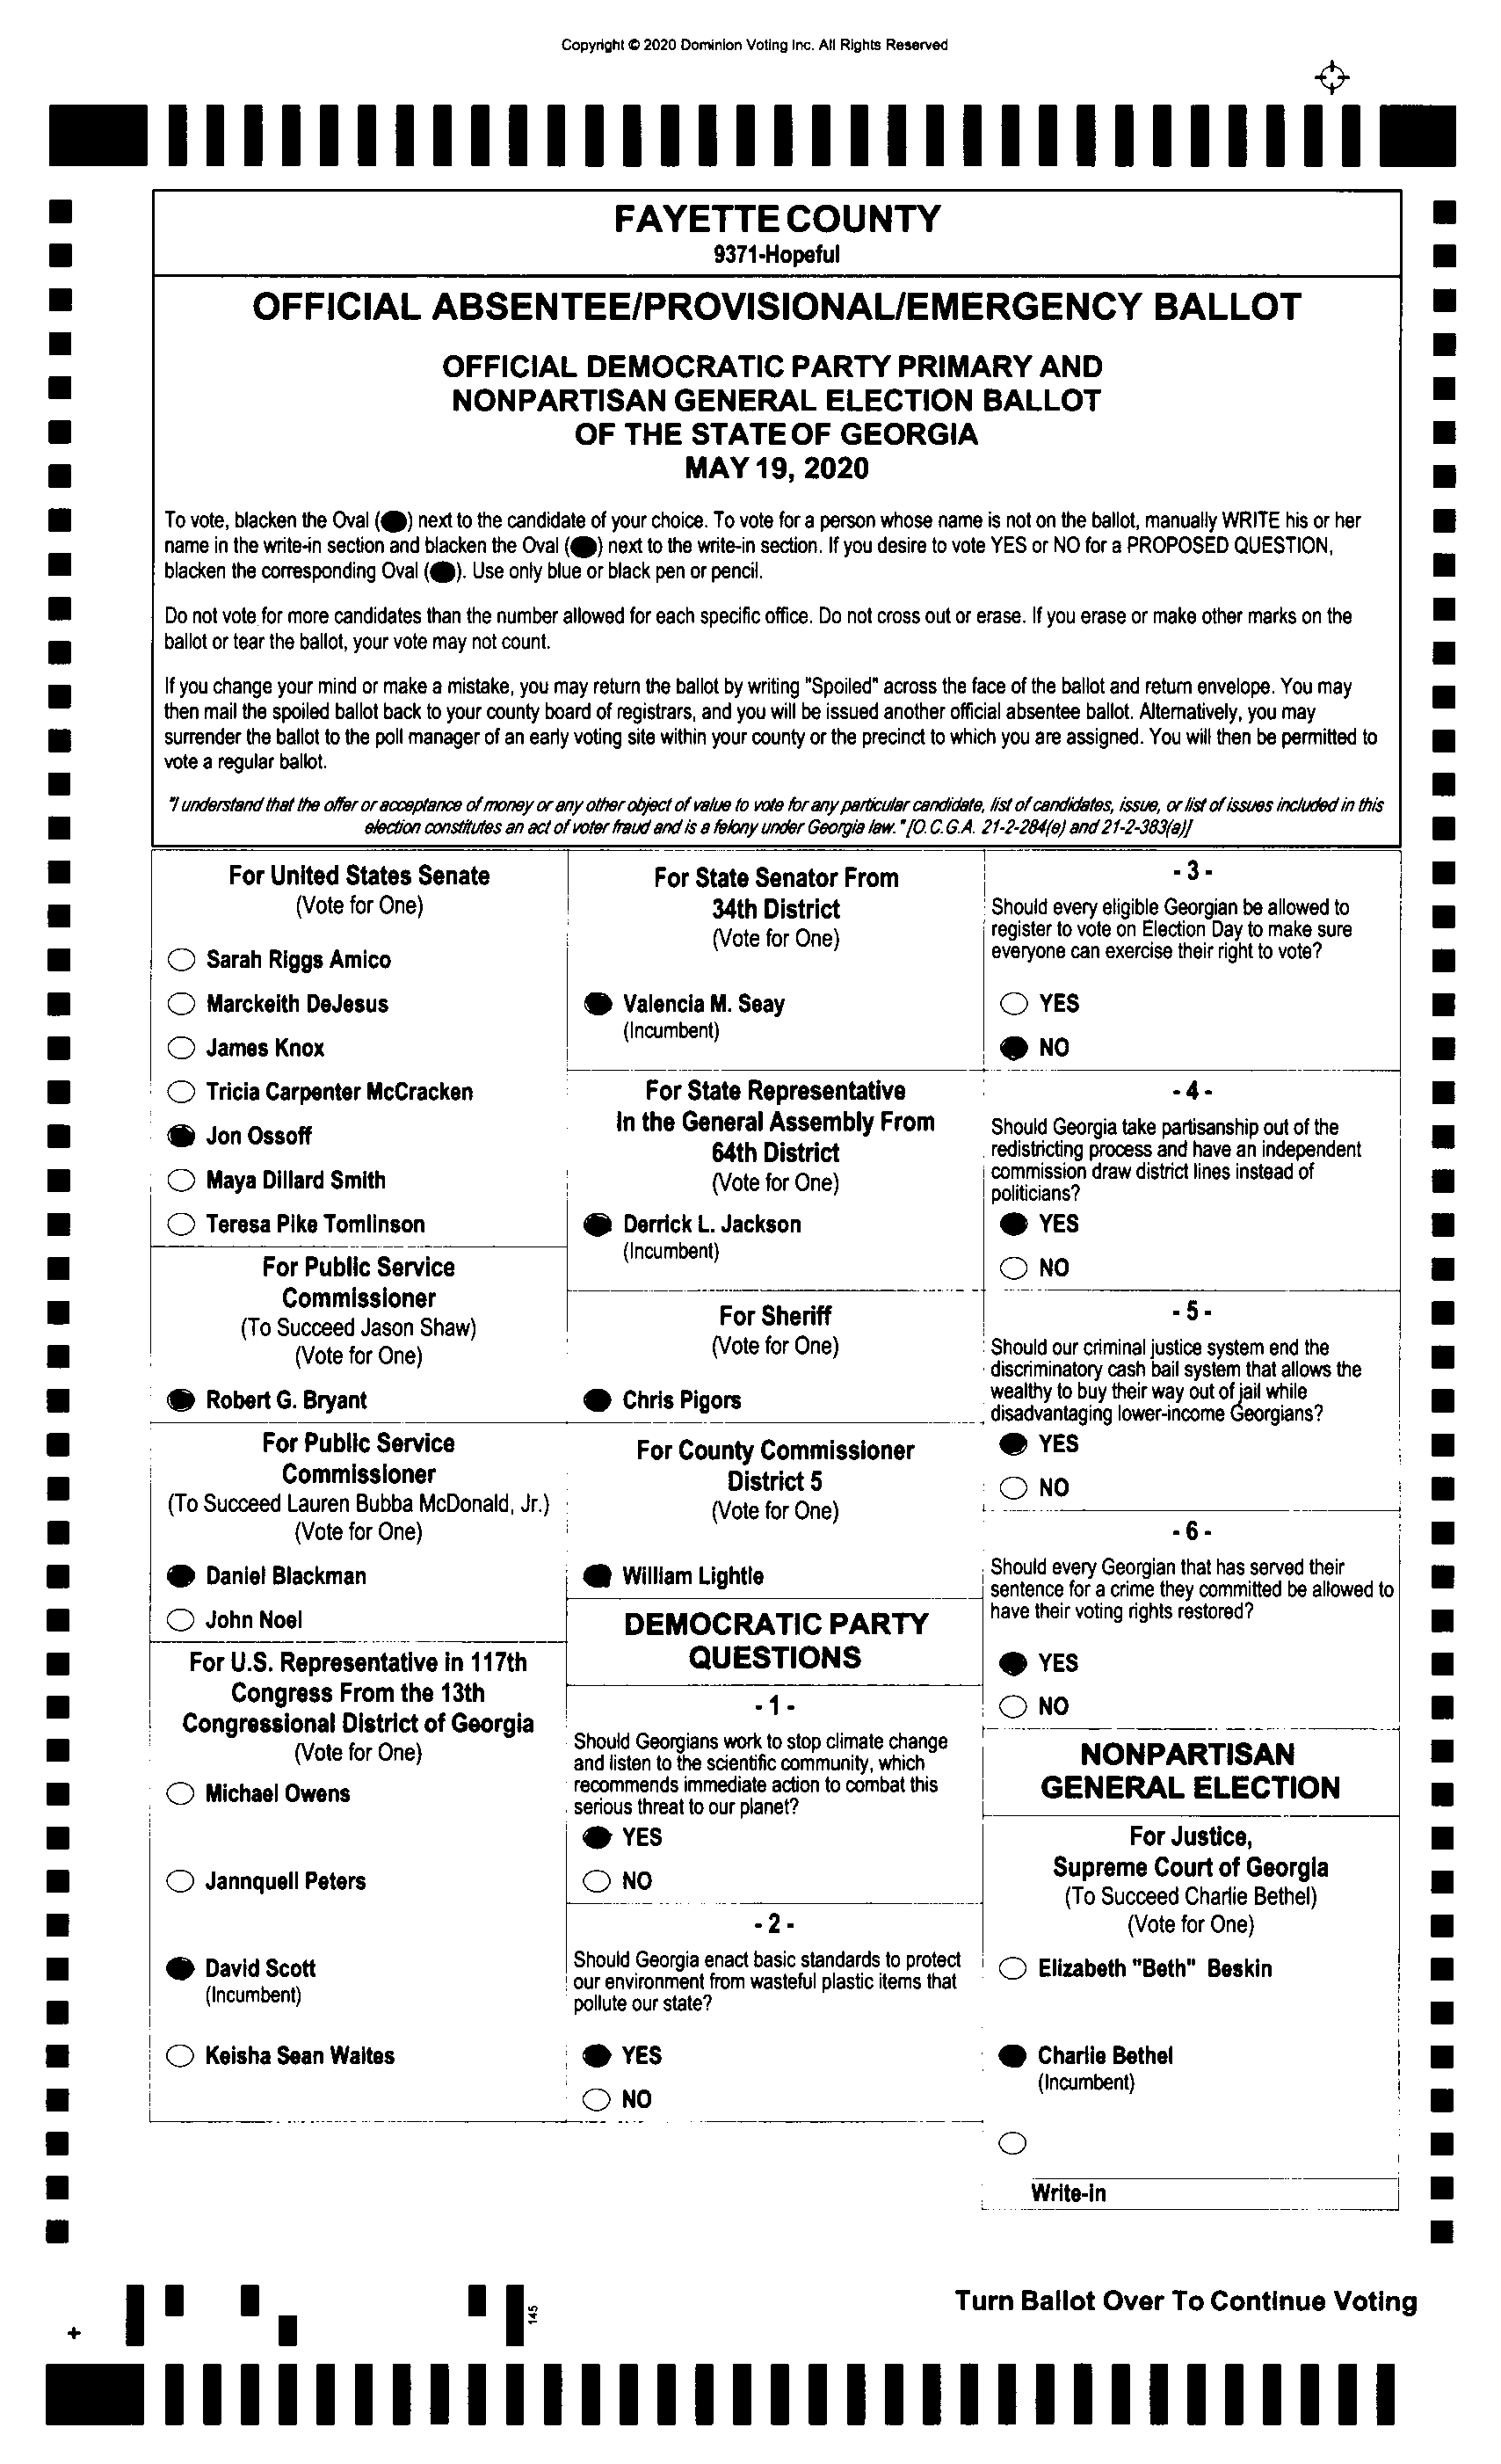 Copyright © 2020 Dominion Voting Inc. All Rights Reserved
FAYETTE COUNTY
9371-Hopeful
OFFICIAL ABSENTEE/PROVISIONAL/EMERGENCY BALLOT
OFFICIAL DEMOCRATIC PARTY PRIMARY AND
NONPARTISAN GENERAL ELECTION BALLOT
OF THE STATE OF GEORGIA
MAY 19, 2020
To vote, blacken the Oval (⬬) next to the candidate of your choice. To vote for a person whose name is not on the ballot, manually WRITE his or her
name in the write-in section and blacken the Oval (⬬) next to the write-in section. If you desire to vote YES or NO for a PROPOSED QUESTION,
blacken the corresponding Oval (⬬). Use only blue or black pen or pencil.
Do not vote for more candidates than the number allowed for each specific office. Do not cross out or erase. If you erase or make other marks on the
ballot or tear the ballot, your vote may not count.
If you change your mind or make a mistake, you may return the ballot by writing "Spoiled" across the face of the ballot and return envelope. You may
then mail the spoiled ballot back to your county board of registrars, and you will be issued another official absentee ballot. Alternatively, you may
surrender the ballot to the poll manager of an early voting site within your county or the precinct to which you are assigned. You will then be permitted to
vote a regular ballot.
"I understand that the offer or acceptance of money or any other object of value to vote for any particular candidate, list of candidates, issue, or list of issues included in this
election constitutes an act of voter fraud and is a felony under Georgia law." [O.C.G.A. 21-2-284(e) and 21-2-383(a)]
For United States Senate
(Vote for One)
Sarah Riggs Amico
Marckeith DeJesus
James Knox
Tricia Carpenter McCracken
Jon Ossoff
Maya Dillard Smith
Teresa Pike Tomlinson
For Public Service
Commissioner
(To Succeed Jason Shaw)
(Vote for One)
Robert G. Bryant
For Public Service
Commissioner
(To Succeed Lauren Bubba McDonald, Jr.)
(Vote for One)
Daniel Blackman
John Noel
For U.S. Representative in 117th
Congress From the 13th
Congressional District of Georgia
(Vote for One)
Michael Owens
Jannquell Peters
David Scott
(Incumbent)
Keisha Sean Waites
For State Senator From
34th District
(Vote for One)
Valencia M. Seay
(Incumbent)
For State Representative
In the General Assembly From
64th District
(Vote for One)
Derrick L. Jackson
(Incumbent)
For Sheriff
(Vote for One)
Chris Pigors
For County Commissioner
District 5
(Vote for One)
William Lightle
DEMOCRATIC PARTY
QUESTIONS
- 1 -
Should Georgians work to stop climate change
and listen to the scientific community, which
recommends immediate action to combat this
serious threat to our planet?
YES
NO
- 2 -
Should Georgia enact basic standards to protect
our environment from wasteful plastic items that
pollute our state?
YES
NO
- 3 -
Should every eligible Georgian be allowed to
register to vote on Election Day to make sure
everyone can exercise their right to vote?
YES
NO
- 4 -
Should Georgia take partisanship out of the
redistricting process and have an independent
commission draw district lines instead of
politicians?
YES
NO
- 5 -
Should our criminal justice system end the
discriminatory cash bail system that allows the
wealthy to buy their way out of jail while
disadvantaging lower-income Georgians?
YES
NO
- 6 -
Should every Georgian that has served their
sentence for a crime they committed be allowed to
have their voting rights restored?
YES
NO
NONPARTISAN
GENERAL ELECTION
For Justice,
Supreme Court of Georgia
(To Succeed Charlie Bethel)
(Vote for One)
Elizabeth "Beth" Beskin
Charlie Bethel
(Incumbent)
Write-in
145
Turn Ballot Over To Continue Voting